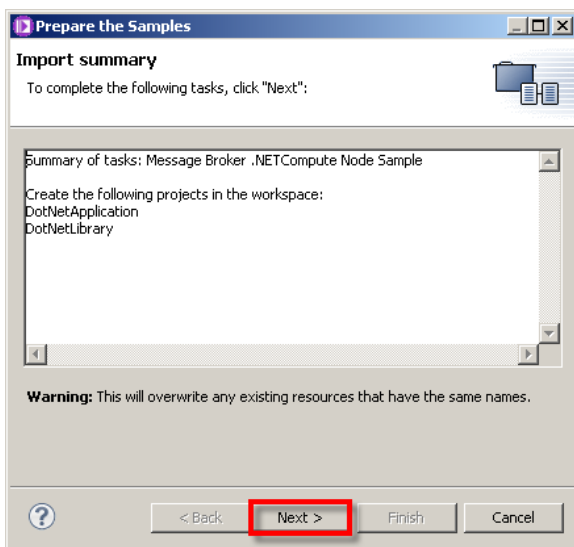 Prepare the Samples
Import summary
To complete the following tasks, click "Next":
Summary of tasks: Message Broker .NETCompute Node Sample
Create the following projects in the workspace:
DotNetApplication
DotNetLibrary
Warning: This will overwrite any existing resources that have the same names.
?
< Back
Next >
Finish
Cancel